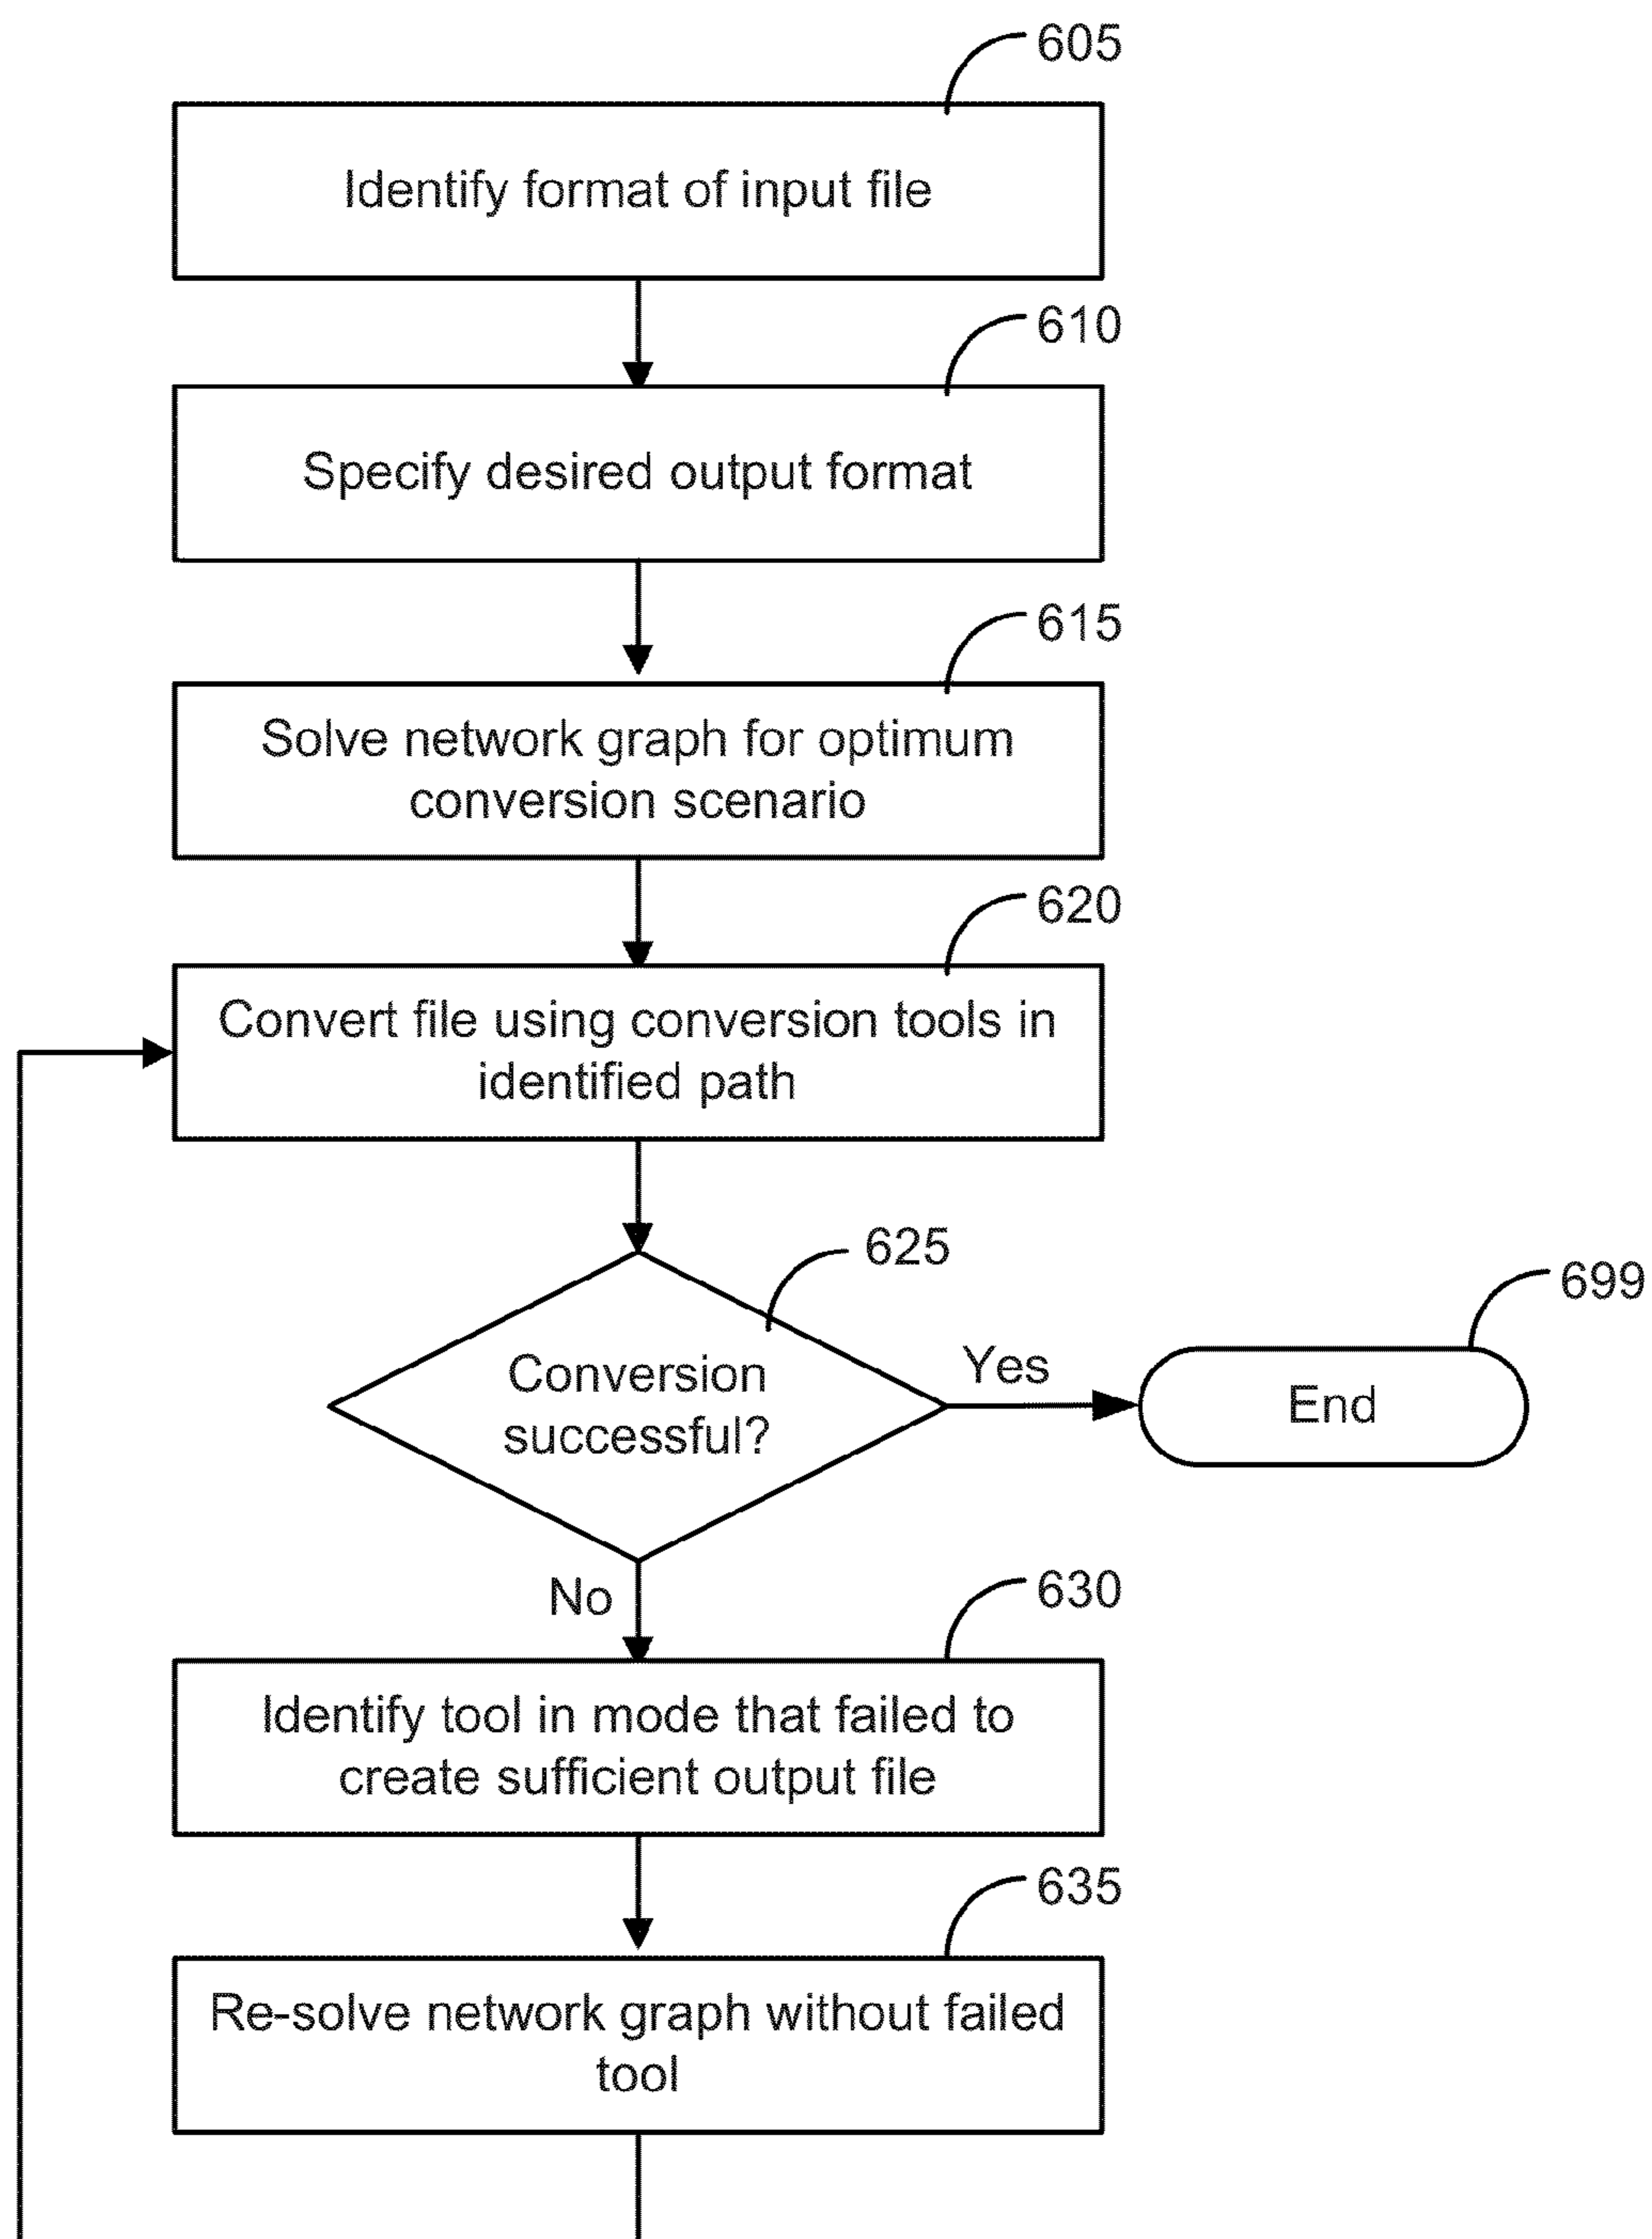 605
Identify format of input file
610
Specify desired output format
615
Solve network graph for optimum
conversion scenario
620
Convert file using conversion tools in
identified path
625
Conversion
successful?
Yes
699
End
No
630
Identify tool in mode that failed to
create sufficient output file
635
Re-solve network graph without failed
tool